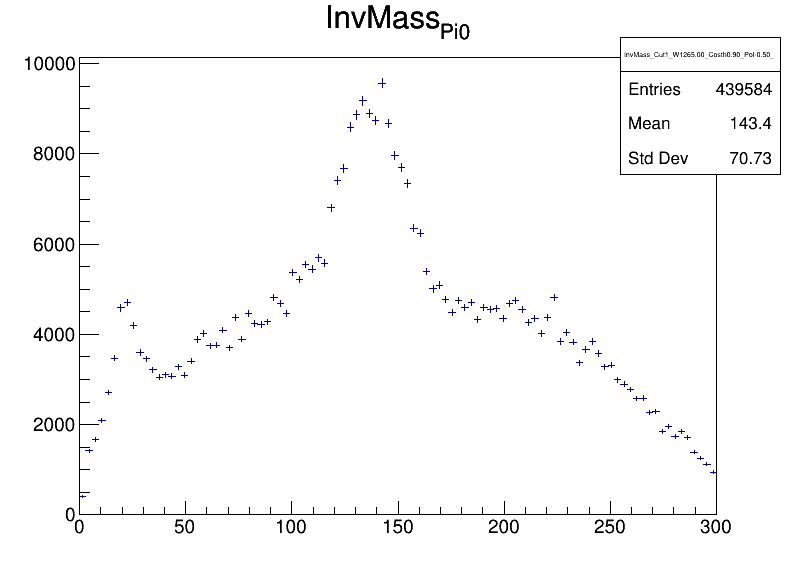 InvMass_Pi0
InvMass_Cut1_W1265.00_Costh0.90_Pol-0.50_
Entries 439584
Mean 143.4
Std Dev 70.73
10000
8000
6000
4000
2000
0
0 50 100 150 200 250 300